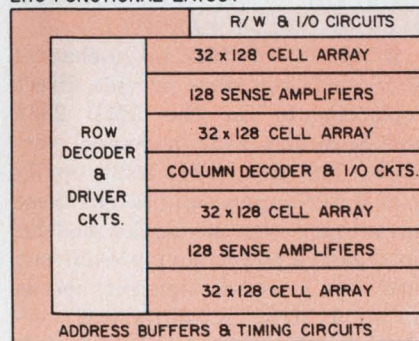 R/W & I/O CIRCUITS
32 x 128 CELL ARRAY
128 SENSE AMPLIFIERS
32 x 128 CELL ARRAY
ROW
DECODER
&
DRIVER
CKTS.
COLUMN DECODER & I/O CKTS.
32 x 128 CELL ARRAY
128 SENSE AMPLIFIERS
32 x 128 CELL ARRAY
ADDRESS BUFFERS & TIMING CIRCUITS